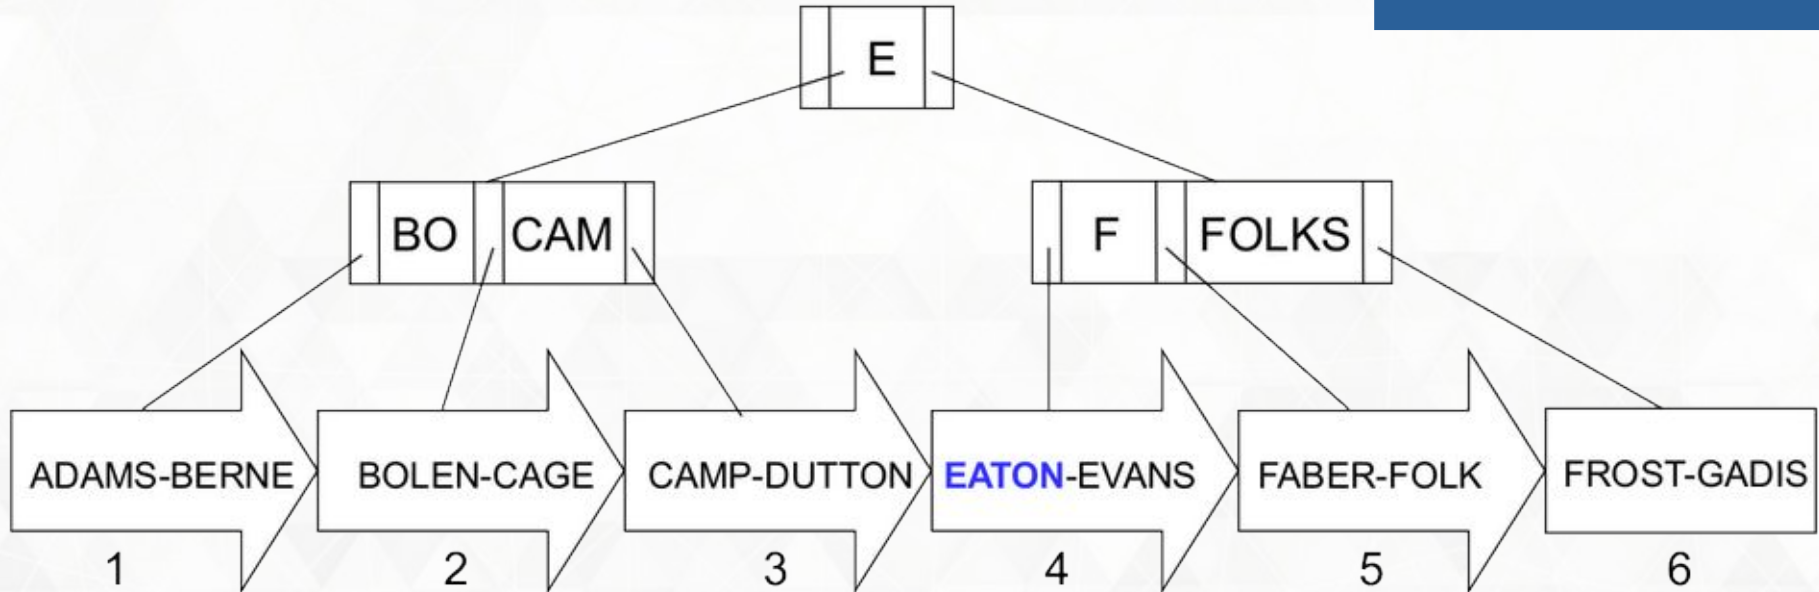 E
BO CAM F FOLKS
ADAMS-BERNE BOLEN-CAGE CAMP-DUTTON EATON-EVANS FABER-FOLK FROST-GADIS
1 2 3 4 5 6